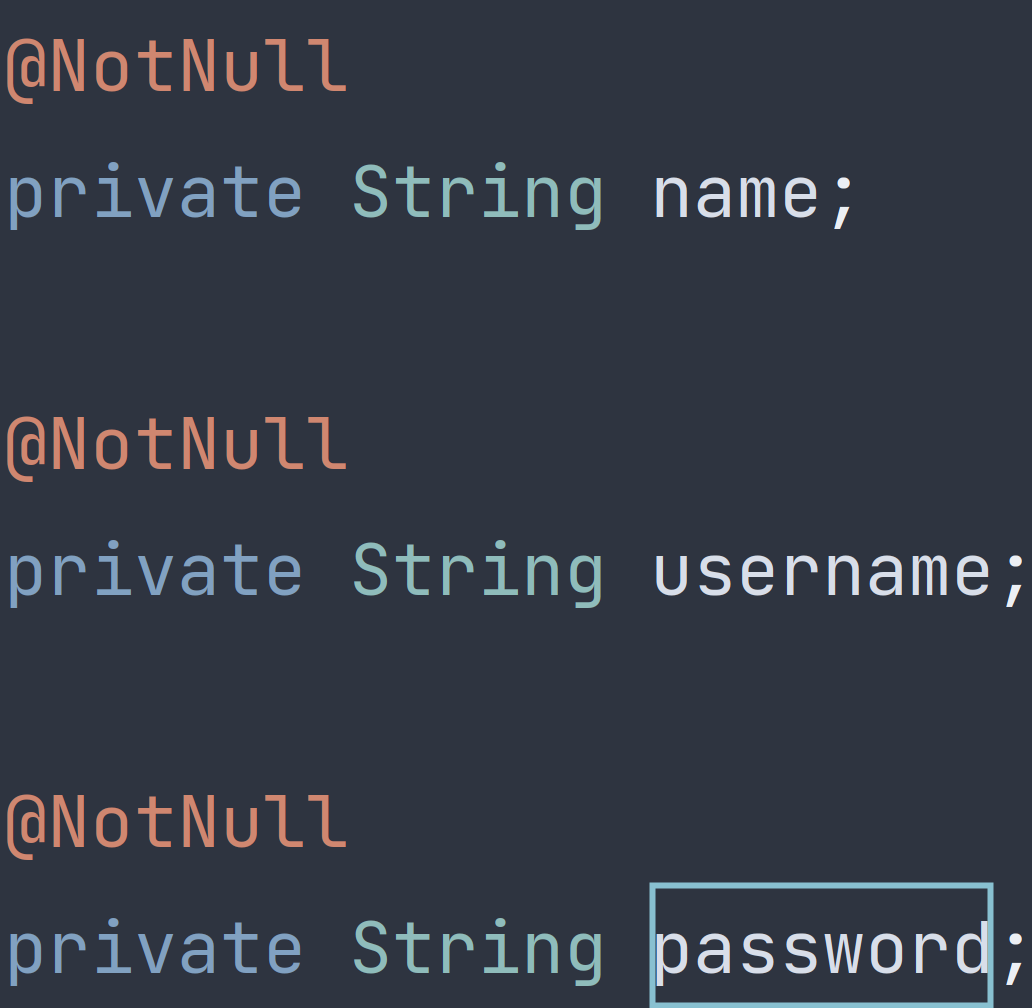 @NotNull
private String name;
@NotNull
private String username;
@NotNull
private String password;